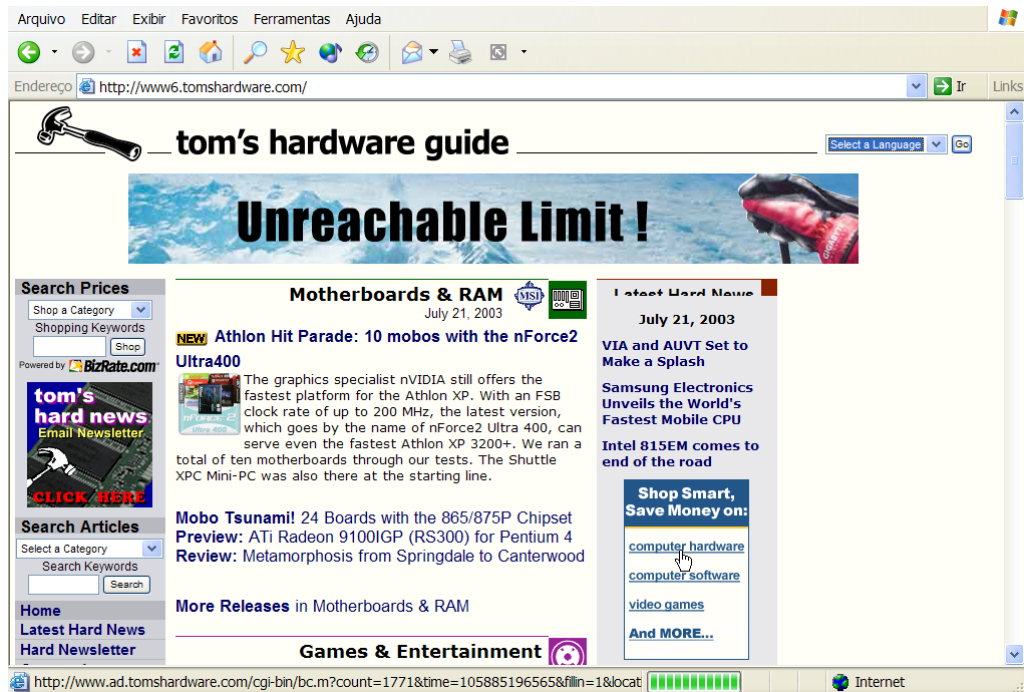 Arquivo Editar Exibir Favoritos Ferramentas Ajuda
Endereço http://www6.tomshardware.com/ Ir Links
tom's hardware guide
Select a Language Go
Unreachable Limit !
GIGABYTE
Search Prices
Shop a Category
Shopping Keywords
Shop
Powered by BizRate.com
tom's
hard news
Email Newsletter
CLICK HERE
Search Articles
Select a Category
Search Keywords
Search
Home
Latest Hard News
Hard Newsletter
Motherboards & RAM
MSI
July 21, 2003
NEW Athlon Hit Parade: 10 mobos with the nForce2
Ultra400
The graphics specialist nVIDIA still offers the
fastest platform for the Athlon XP. With an FSB
clock rate of up to 200 MHz, the latest version,
which goes by the name of nForce2 Ultra 400, can
serve even the fastest Athlon XP 3200+. We ran a
total of ten motherboards through our tests. The Shuttle
XPC Mini-PC was also there at the starting line.
Mobo Tsunami! 24 Boards with the 865/875P Chipset
Preview: ATi Radeon 9100IGP (RS300) for Pentium 4
Review: Metamorphosis from Springdale to Canterwood
More Releases in Motherboards & RAM
Games & Entertainment
Latest Hard News
July 21, 2003
VIA and AUVT Set to
Make a Splash
Samsung Electronics
Unveils the World's
Fastest Mobile CPU
Intel 815EM comes to
end of the road
Shop Smart,
Save Money on:
computer hardware
computer software
video games
And MORE...
http://www.ad.tomshardware.com/cgi-bin/bc.m?count=1771&time=105885196565&fillin=1&locat
Internet